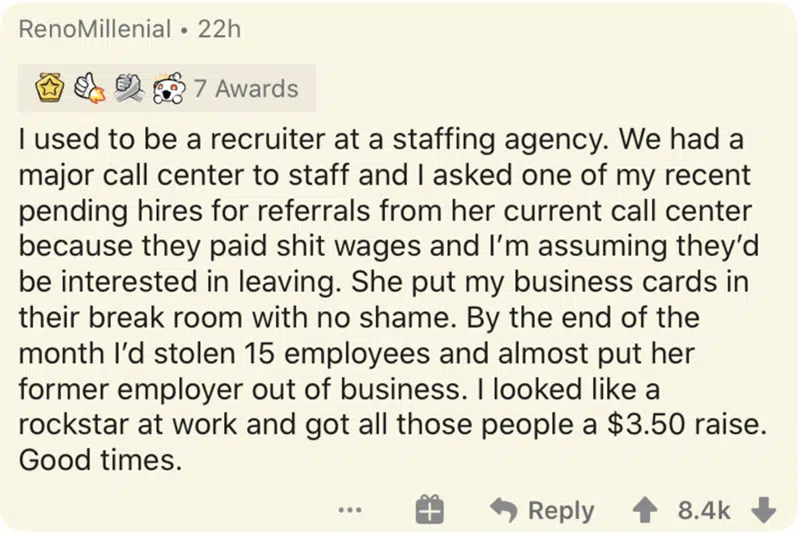 RenoMillenial • 22h
7 Awards
I used to be a recruiter at a staffing agency. We had a
major call center to staff and I asked one of my recent
pending hires for referrals from her current call center
because they paid shit wages and I'm assuming they'd
be interested in leaving. She put my business cards in
their break room with no shame. By the end of the
month I'd stolen 15 employees and almost put her
former employer out of business. I looked like a
rockstar at work and got all those people a $3.50 raise.
Good times.
Reply 8.4k